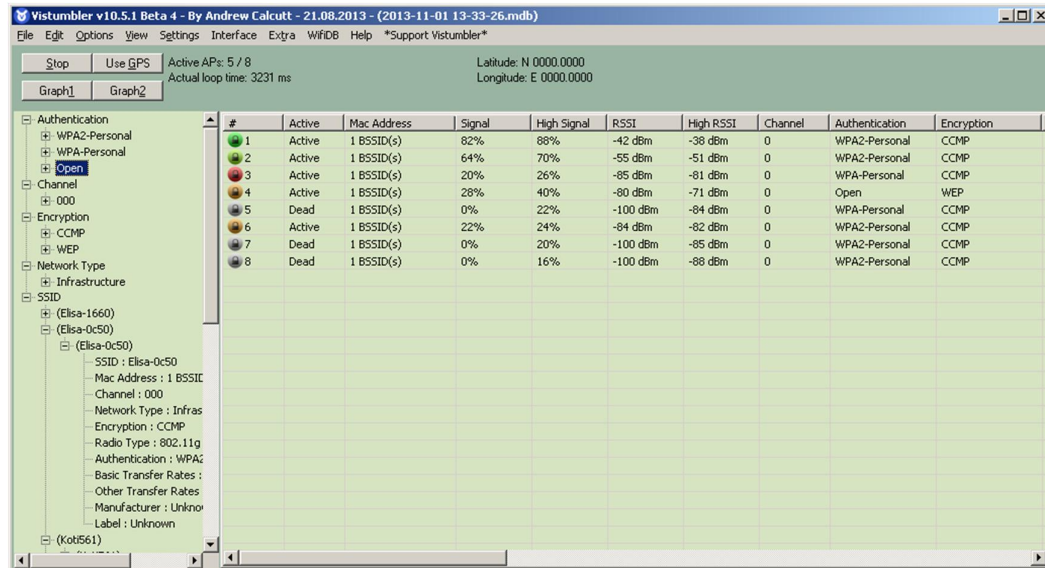 Vistumbler v10.5.1 Beta 4 - By Andrew Calcutt - 21.08.2013 - (2013-11-01 13-33-26.mdb)
File Edit Options View Settings Interface Extra WifiDB Help *Support Vistumbler*
Stop Use GPS Active APs: 5 / 8 Latitude: N 0000.0000
Actual loop time: 3231 ms Longitude: E 0000.0000
Graph1 Graph2
Authentication
WPA2-Personal
WPA-Personal
Open
Channel
000
Encryption
CCMP
WEP
Network Type
Infrastructure
SSID
(Elisa-1660)
(Elisa-0c50)
(Elisa-0c50)
SSID : Elisa-0c50
Mac Address : 1 BSSID
Channel : 000
Network Type : Infras
Encryption : CCMP
Radio Type : 802.11g
Authentication : WPA2
Basic Transfer Rates :
Other Transfer Rates
Manufacturer : Unkno
Label : Unknown
(Koti561)
# Active Mac Address Signal High Signal RSSI High RSSI Channel Authentication Encryption
1 Active 1 BSSID(s) 82% 88% -42 dBm -38 dBm 0 WPA2-Personal CCMP
2 Active 1 BSSID(s) 64% 70% -55 dBm -51 dBm 0 WPA2-Personal CCMP
3 Active 1 BSSID(s) 20% 26% -85 dBm -81 dBm 0 WPA-Personal CCMP
4 Active 1 BSSID(s) 28% 40% -80 dBm -71 dBm 0 Open WEP
5 Dead 1 BSSID(s) 0% 22% -100 dBm -84 dBm 0 WPA-Personal CCMP
6 Active 1 BSSID(s) 22% 24% -84 dBm -82 dBm 0 WPA2-Personal CCMP
7 Dead 1 BSSID(s) 0% 20% -100 dBm -85 dBm 0 WPA2-Personal CCMP
8 Dead 1 BSSID(s) 0% 16% -100 dBm -88 dBm 0 WPA2-Personal CCMP